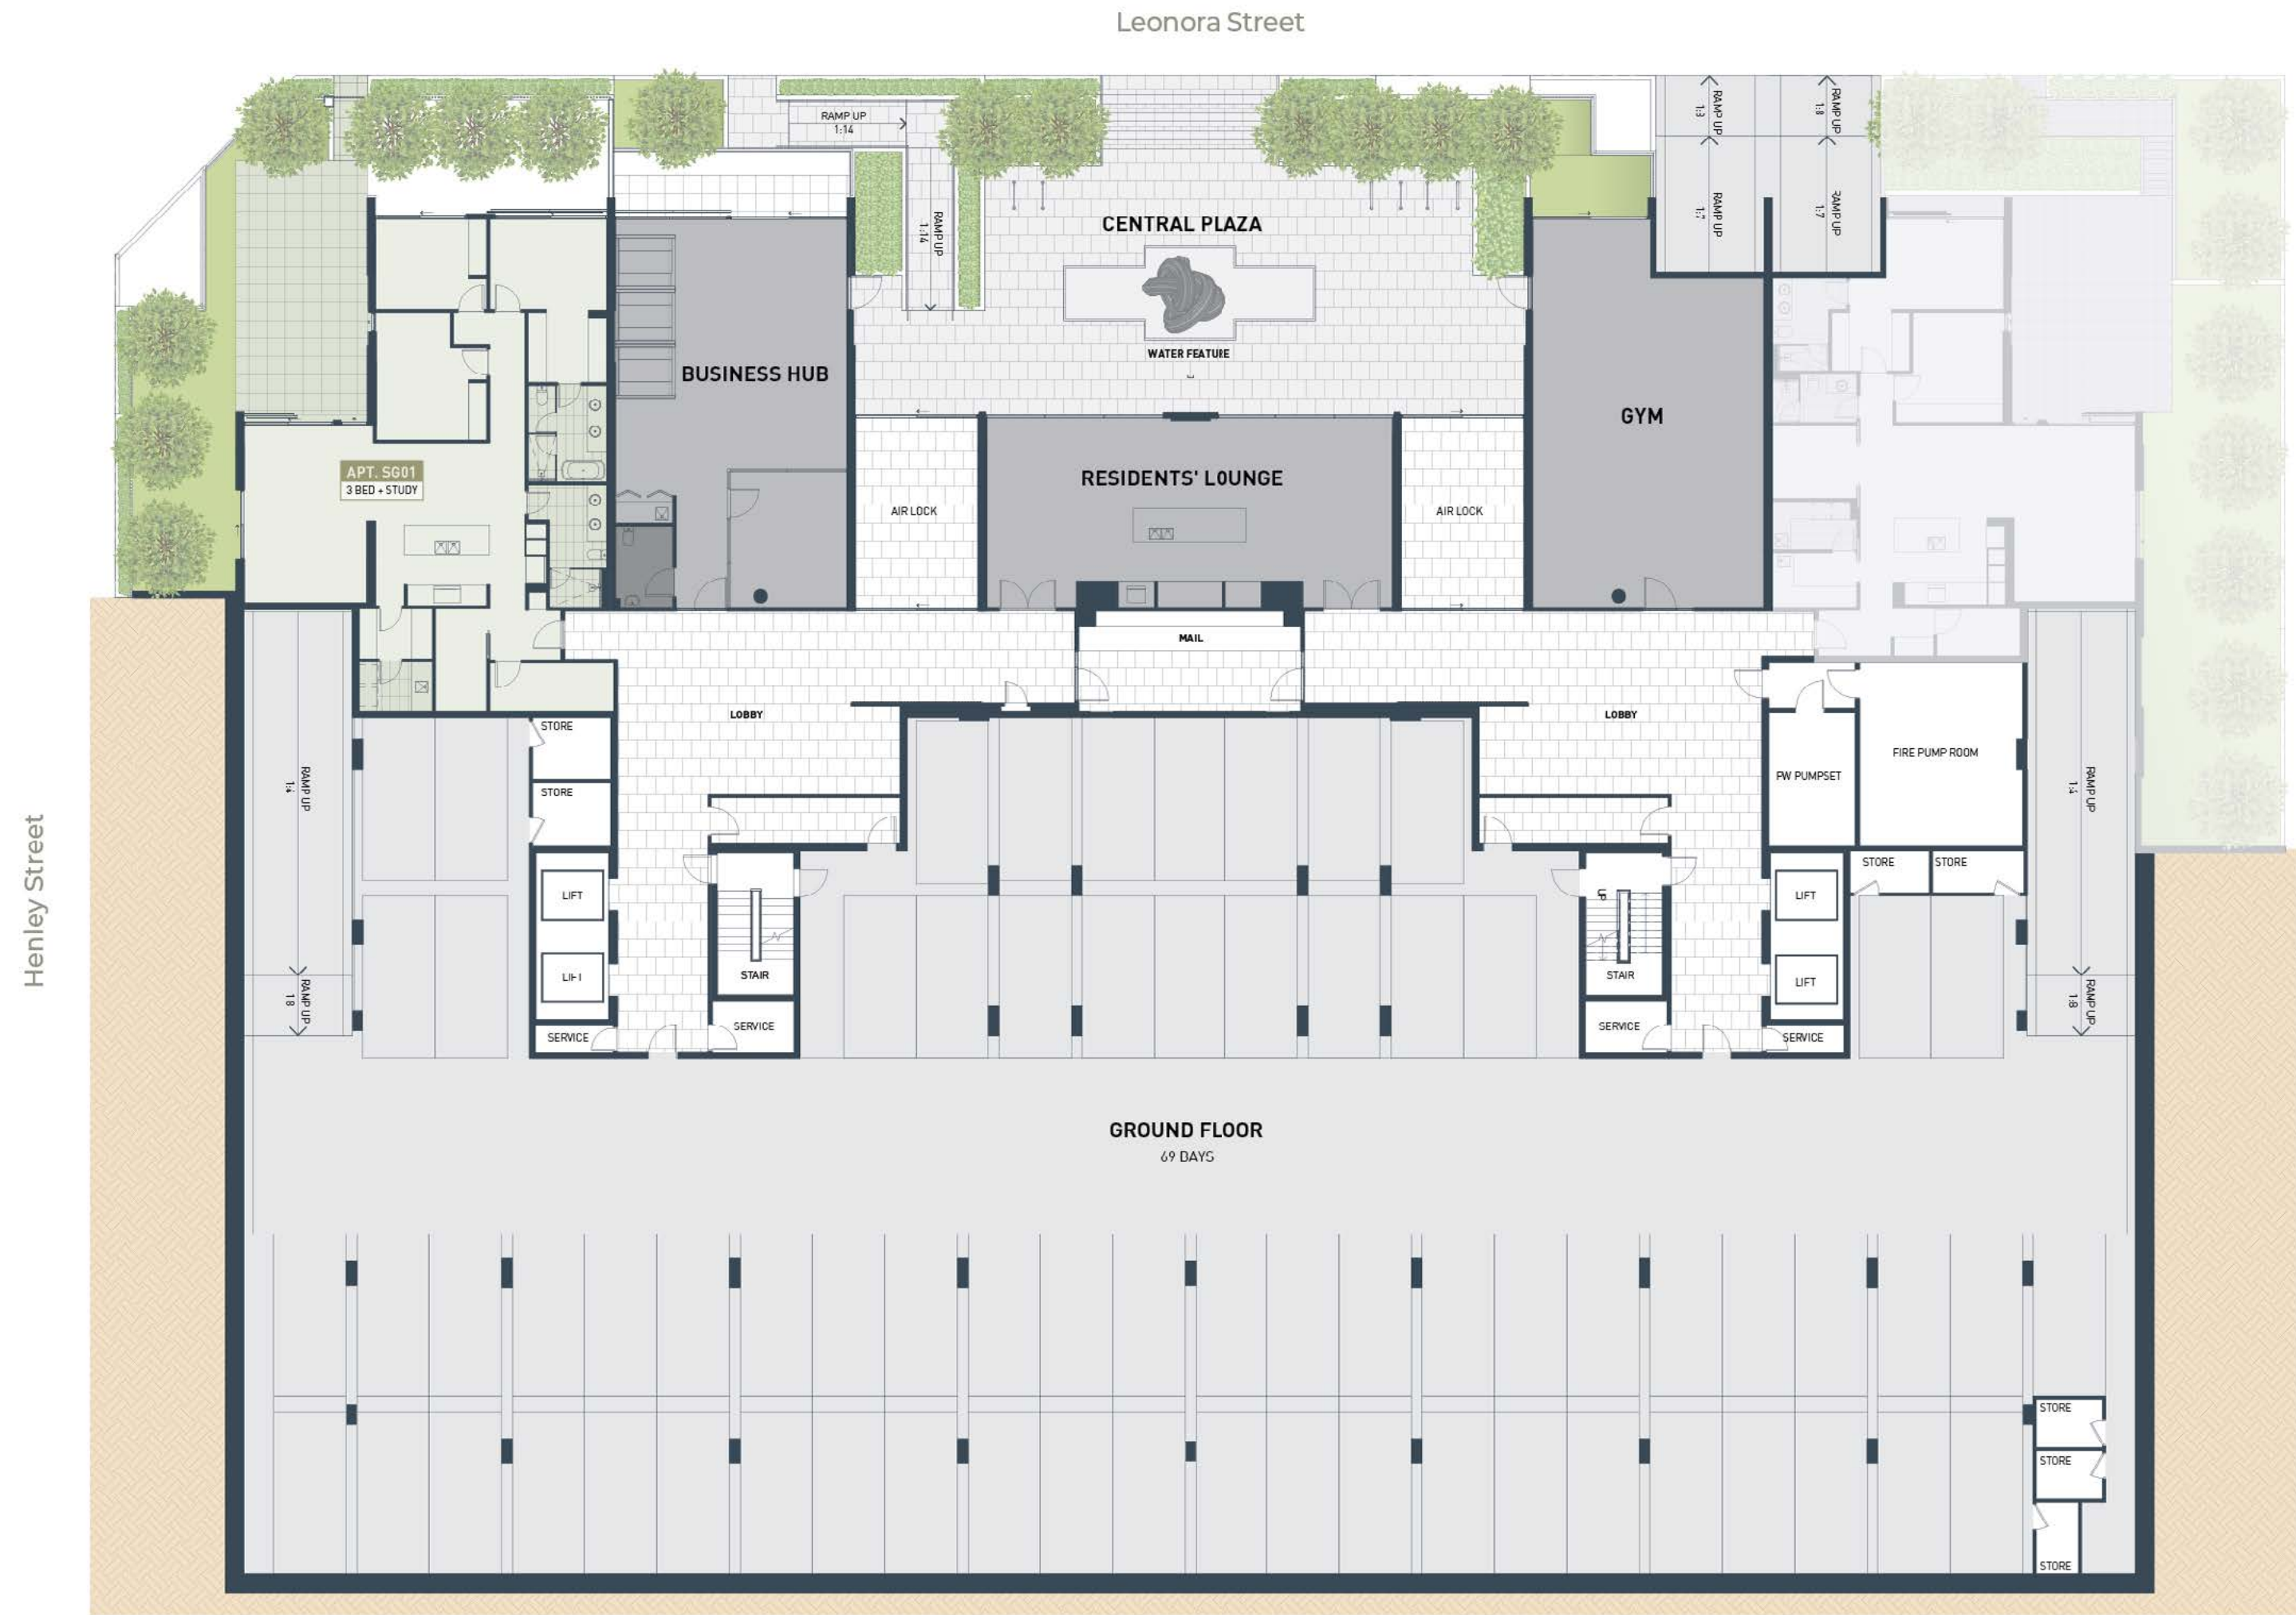 Leonora Street
RAMP UP
1:14
RAMP UP
1:3
RAMP UP
1:8
RAMP UP
1:7
RAMP UP
1:7
RAMP UP
1:14
CENTRAL PLAZA
WATER FEATURE
BUSINESS HUB
GYM
APT. SG01
3 BED + STUDY
RESIDENTS' LOUNGE
AIR LOCK
AIR LOCK
MAIL
LOBBY
LOBBY
STORE
STORE
FIRE PUMP ROOM
PW PUMPSET
RAMP UP
1:4
RAMP UP
1:4
Henley Street
LIFT
LIFT
STAIR
SERVICE
SERVICE
RAMP UP
1:8
UP
STAIR
SERVICE
SERVICE
LIFT
LIFT
STORE
STORE
RAMP UP
1:8
GROUND FLOOR
69 DAYS
STORE
STORE
STORE